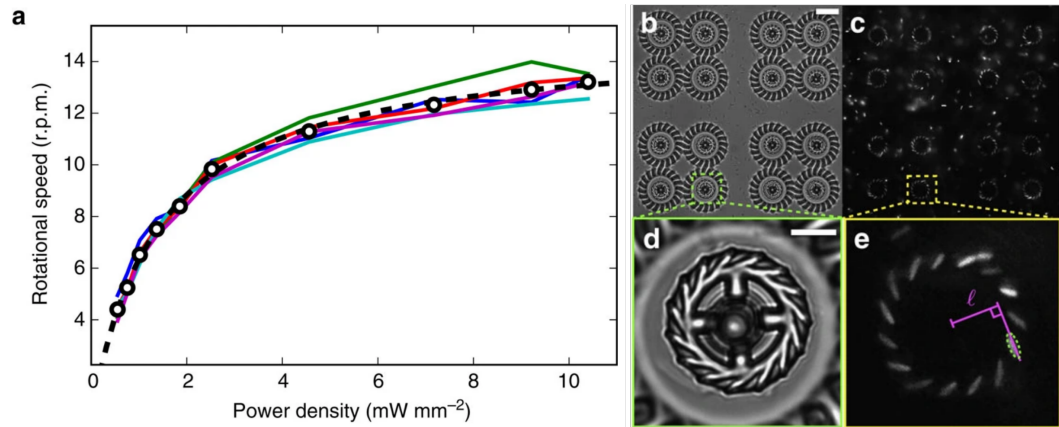 a
14
12
10
8
6
4
Rotational speed (r.p.m.)
0 2 4 6 8 10
Power density (mW mm⁻²)
b
c
d
e
ℓ